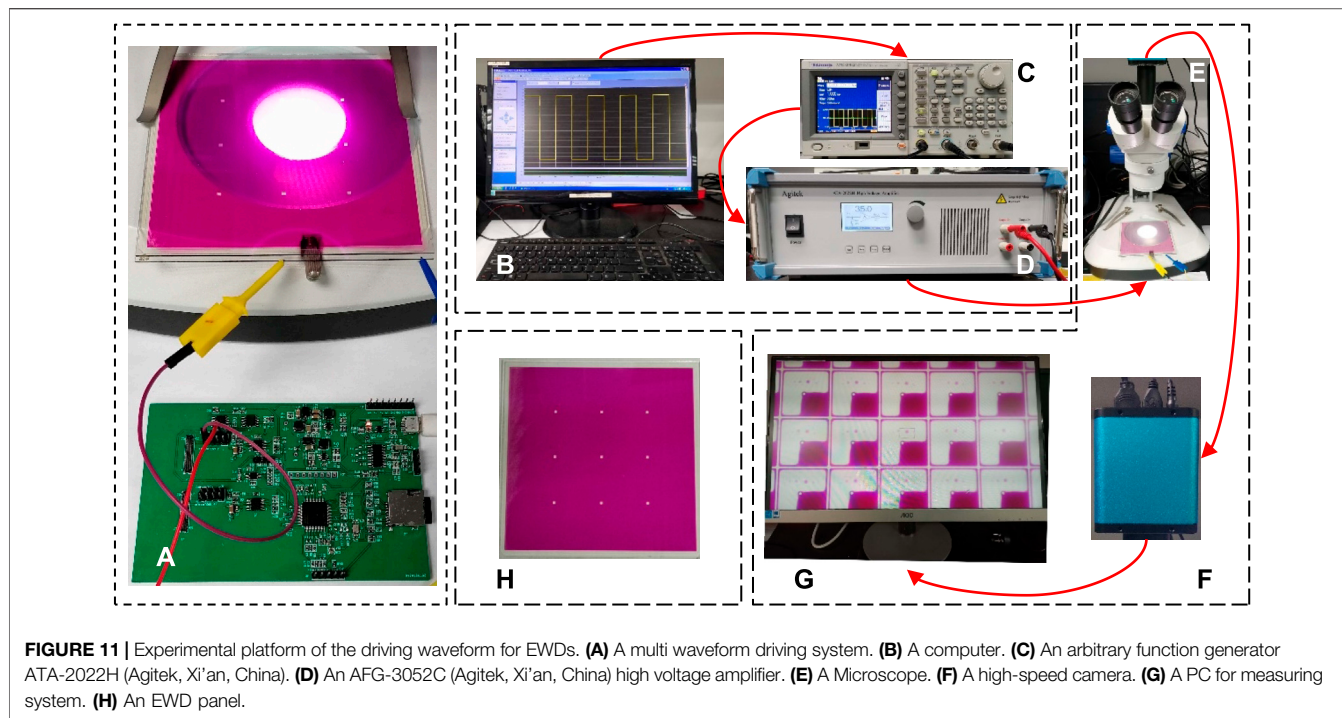 A
B
C
Agitek
35.0
D
E
H
G
F
FIGURE 11 | Experimental platform of the driving waveform for EWDs. (A) A multi waveform driving system. (B) A computer. (C) An arbitrary function generator
ATA-2022H (Agitek, Xi’an, China). (D) An AFG-3052C (Agitek, Xi’an, China) high voltage amplifier. (E) A Microscope. (F) A high-speed camera. (G) A PC for measuring
system. (H) An EWD panel.